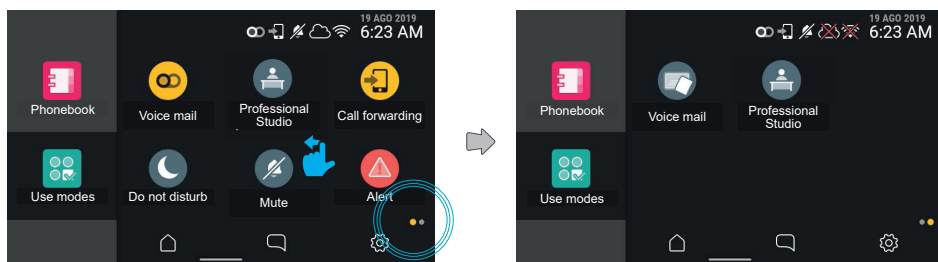 19 AGO 2019
6:23 AM
Phonebook
Voice mail
Professional
Studio
Call forwarding
Use modes
Do not disturb
Mute
Alert
19 AGO 2019
6:23 AM
Phonebook
Voice mail
Professional
Studio
Use modes